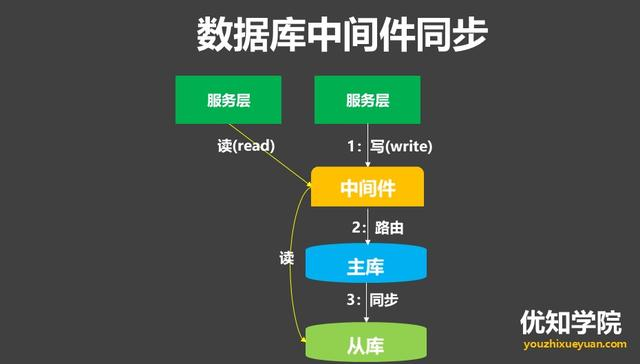 数据库中间件同步
服务层
服务层
读(read)
1：写(write)
中间件
2：路由
读
主库
3：同步
从库
优知学院
youzhixueyuan.com